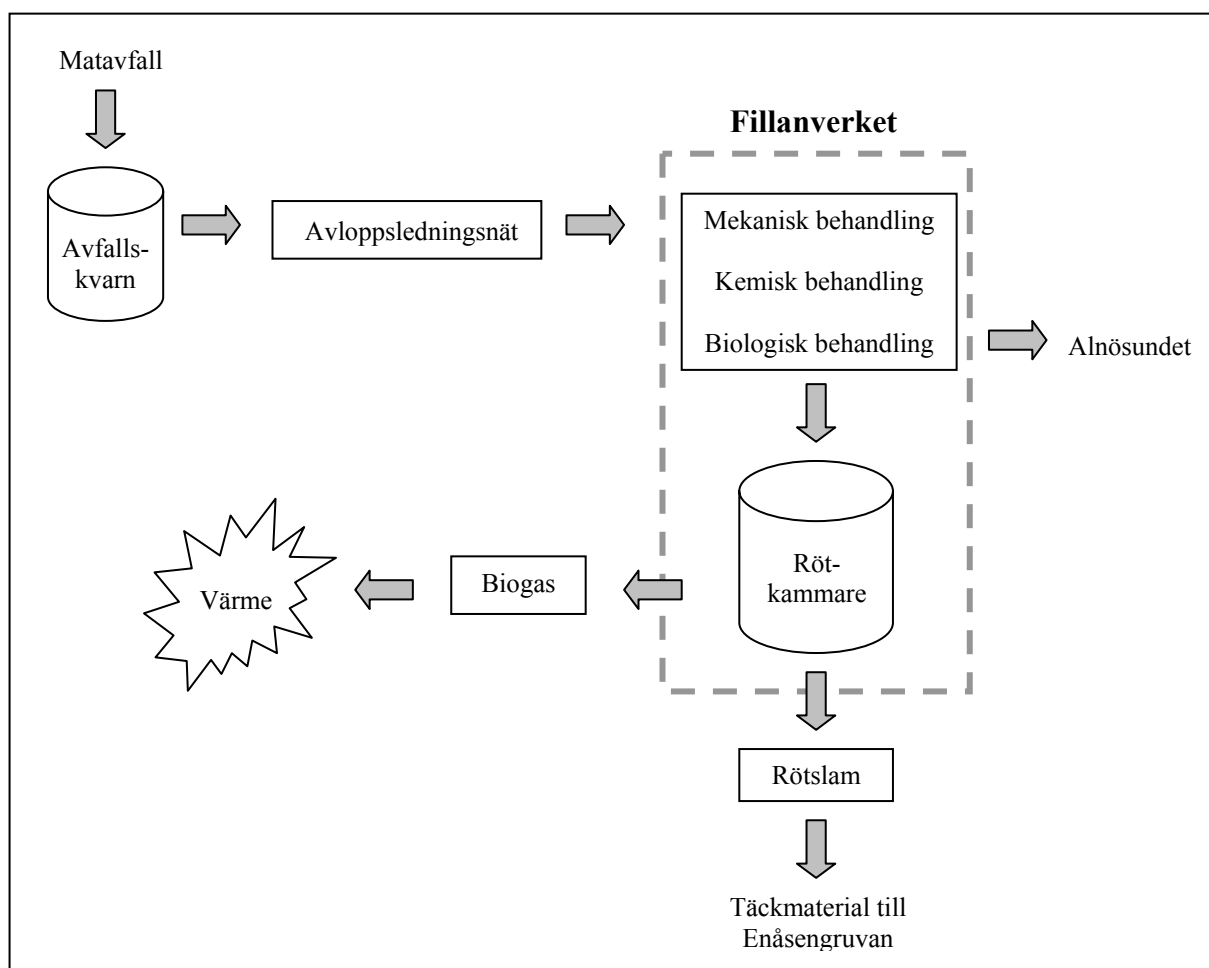 Matavfall
Avfalls-
kvarn
Avloppsledningsnät
Fillanverket
Mekanisk behandling
Kemisk behandling
Biologisk behandling
Alnösundet
Röt-
kammare
Biogas
Värme
Rötslam
Täckmaterial till
Enåsengruvan